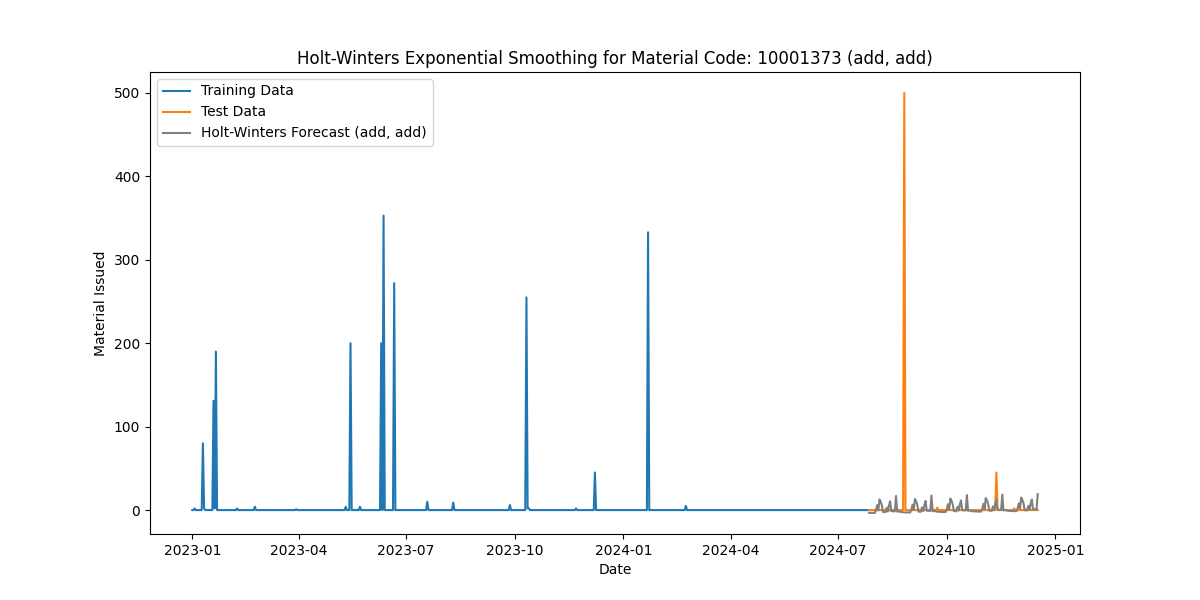 Holt-Winters Exponential Smoothing for Material Code: 10001373 (add, add)
Training Data
Test Data
Holt-Winters Forecast (add, add)
500
400
300
200
100
0
Material Issued
2023-01 2023-04 2023-07 2023-10 2024-01 2024-04 2024-07 2024-10 2025-01
Date